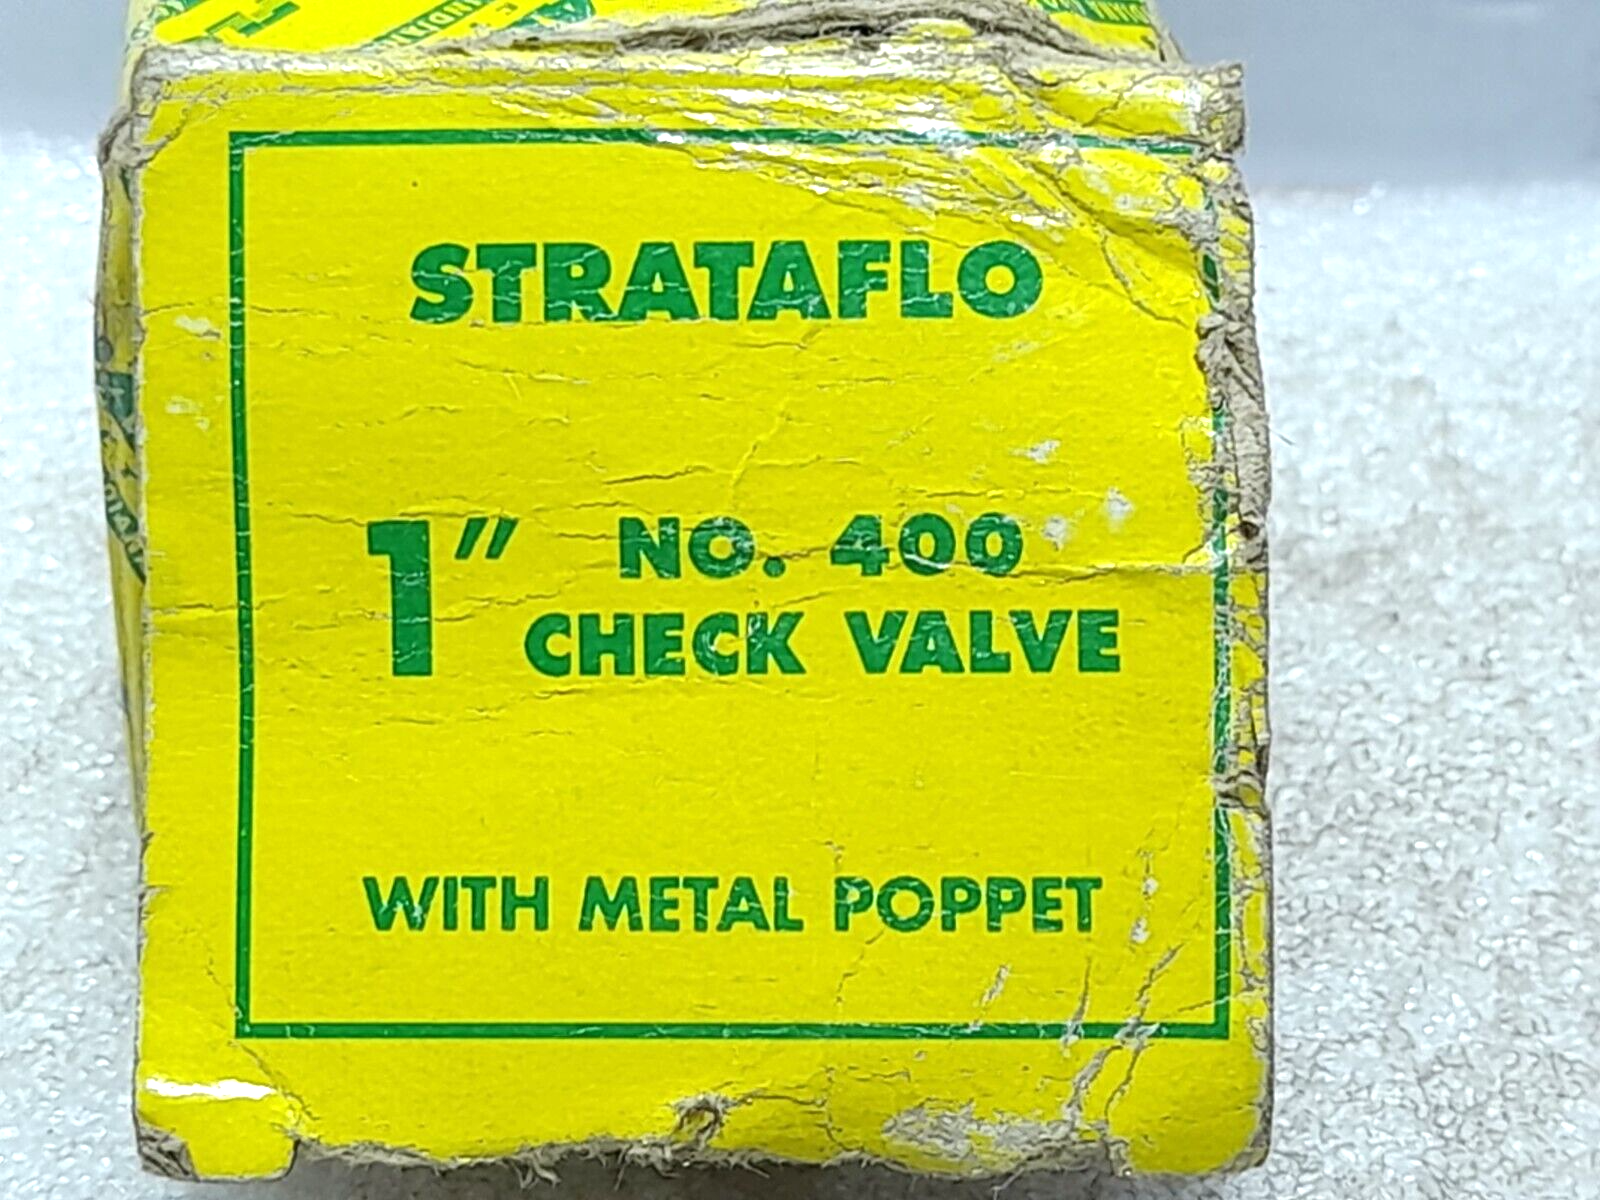 STRATAFLO
1" NO. 400
CHECK VALVE
WITH METAL POPPET